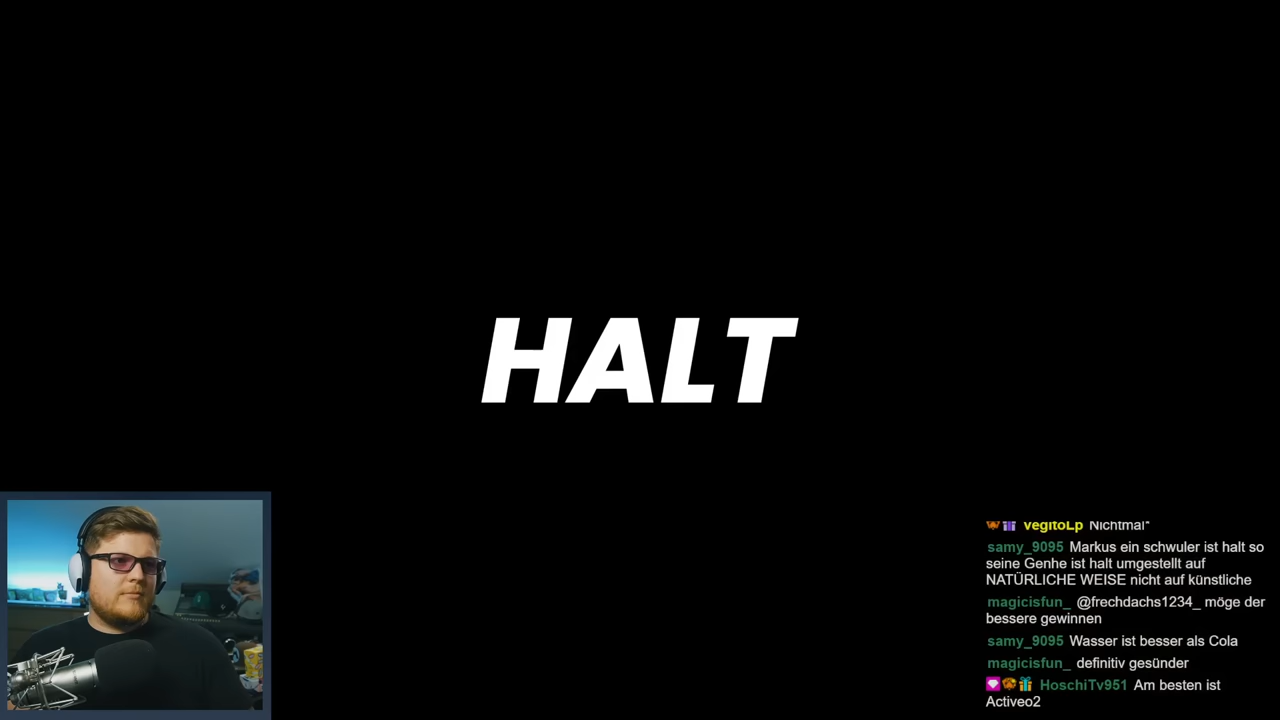 HALT
vegitoLp Nichtmal"
samy_9095 Markus ein schwuler ist halt so
seine Genhe ist halt umgestellt auf
NATÜRLICHE WEISE nicht auf künstliche
magicisfun_ @frechdachs1234_ möge der
bessere gewinnen
samy_9095 Wasser ist besser als Cola
magicisfun_ definitiv gesünder
HoschiTv951 Am besten ist
Activeo2